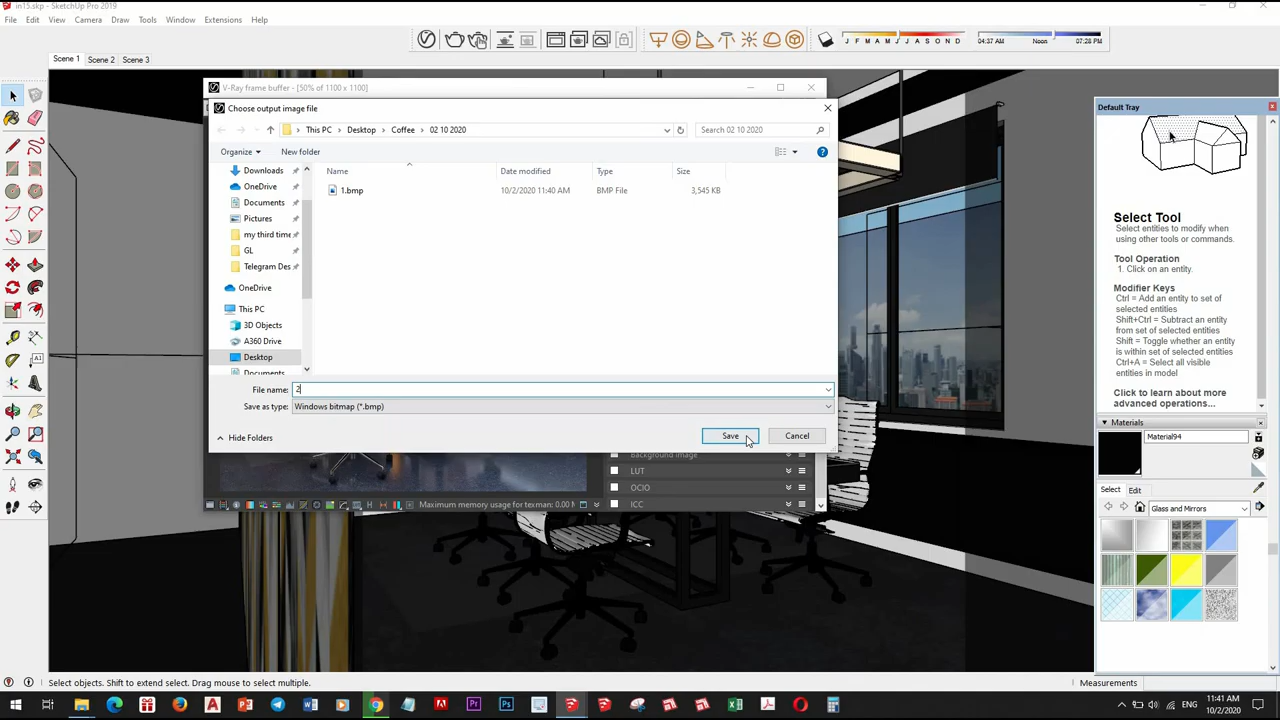 in15.skp - SketchUp Pro 2019
File Edit View Camera Draw Tools Window Extensions Help
J F M A M J J A S O N D
04:37 AM Noon 07:28 PM
Scene 1 Scene 2 Scene 3
V-Ray frame buffer - [50% of 1100 x 1100]
Choose output image file
This PC > Desktop > Coffee > 02 10 2020
Search 02 10 2020
Organize New folder
Name Date modified Type Size
1.bmp 10/2/2020 11:40 AM BMP File 3,545 KB
Downloads
OneDrive
Documents
Pictures
my third time
GL
Telegram Des
OneDrive
This PC
3D Objects
A360 Drive
Desktop
Documents
File name: 2
Save as type: Windows bitmap (*.bmp)
Hide Folders
Save Cancel
Background image
LUT
OCIO
ICC
Maximum memory usage for texman: 0.00 M
Default Tray
Select Tool
Select entities to modify when
using other tools or commands.
Tool Operation
1. Click on an entity.
Modifier Keys
Ctrl = Add an entity to set of
selected entities
Shift+Ctrl = Subtract an entity
from set of selected entities
Shift = Toggle whether an entity
is within set of selected entities
Ctrl+A = Select all visible
entities in model
Click to learn about more
advanced operations...
Materials
Material94
Select Edit
Glass and Mirrors
Select objects. Shift to extend select. Drag mouse to select multiple.
Measurements
ENG
11:41 AM
10/2/2020